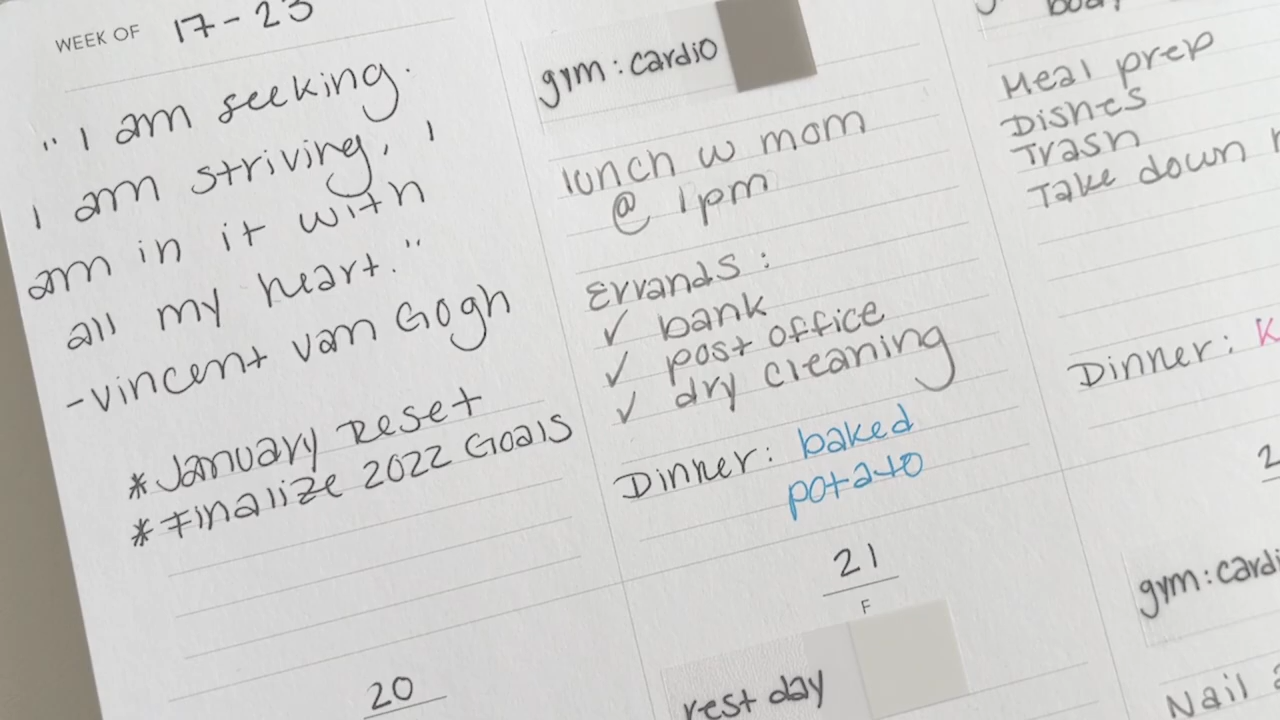 WEEK OF 17-23
"I am seeking.
I am striving, I
am in it with
all my heart."
-Vincent van Gogh
*January Reset
*Finalize 2022 Goals
20
gym: cardio
lunch w mom
@ 1pm
Errands:
✓ bank
✓ post office
✓ dry cleaning
Dinner: baked
potato
21
F
rest day
Meal prep
Dishes
Trash
Take down
Dinner:
gym: cardi
Nail